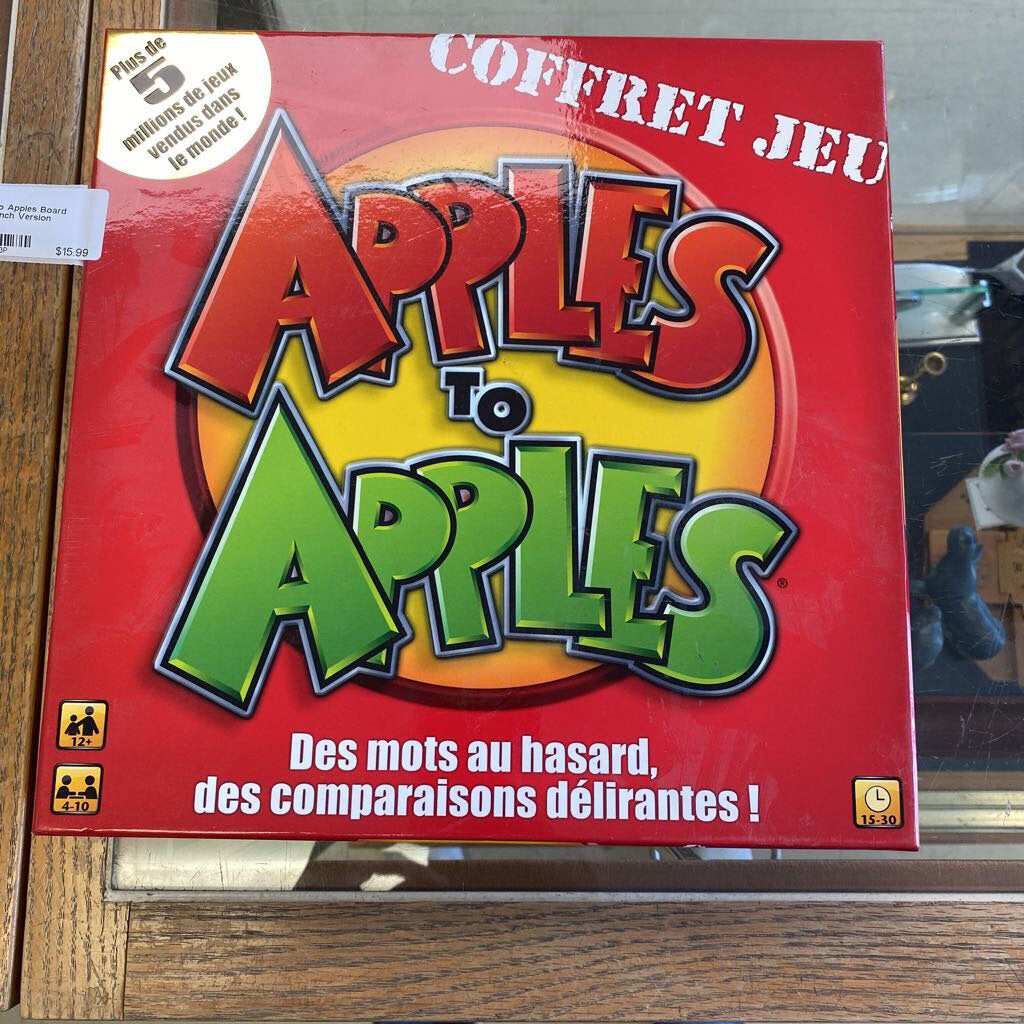 Plus de
5
millions de jeux
vendus dans
le monde !
COFFRET JEU
Apples Board
Version
$15.99
APPLES
TO
APPLES®
12+
4-10
Des mots au hasard,
des comparaisons délirantes !
15-30